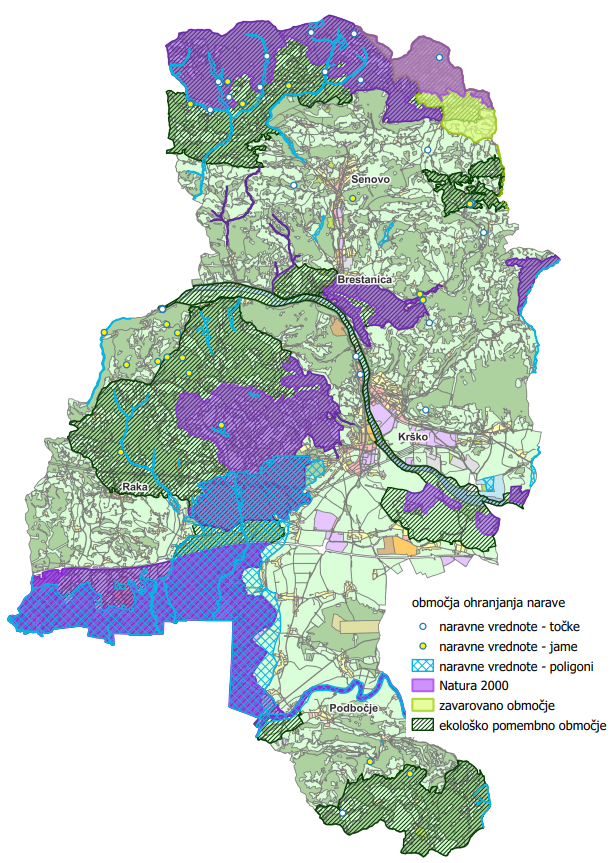 Senovo
Brestanica
Krško
Raka
območja ohranjanja narave
naravne vrednote - točke
naravne vrednote - jame
naravne vrednote - poligoni
Natura 2000
zavarovano območje
Podbočje
ekološko pomembno območje